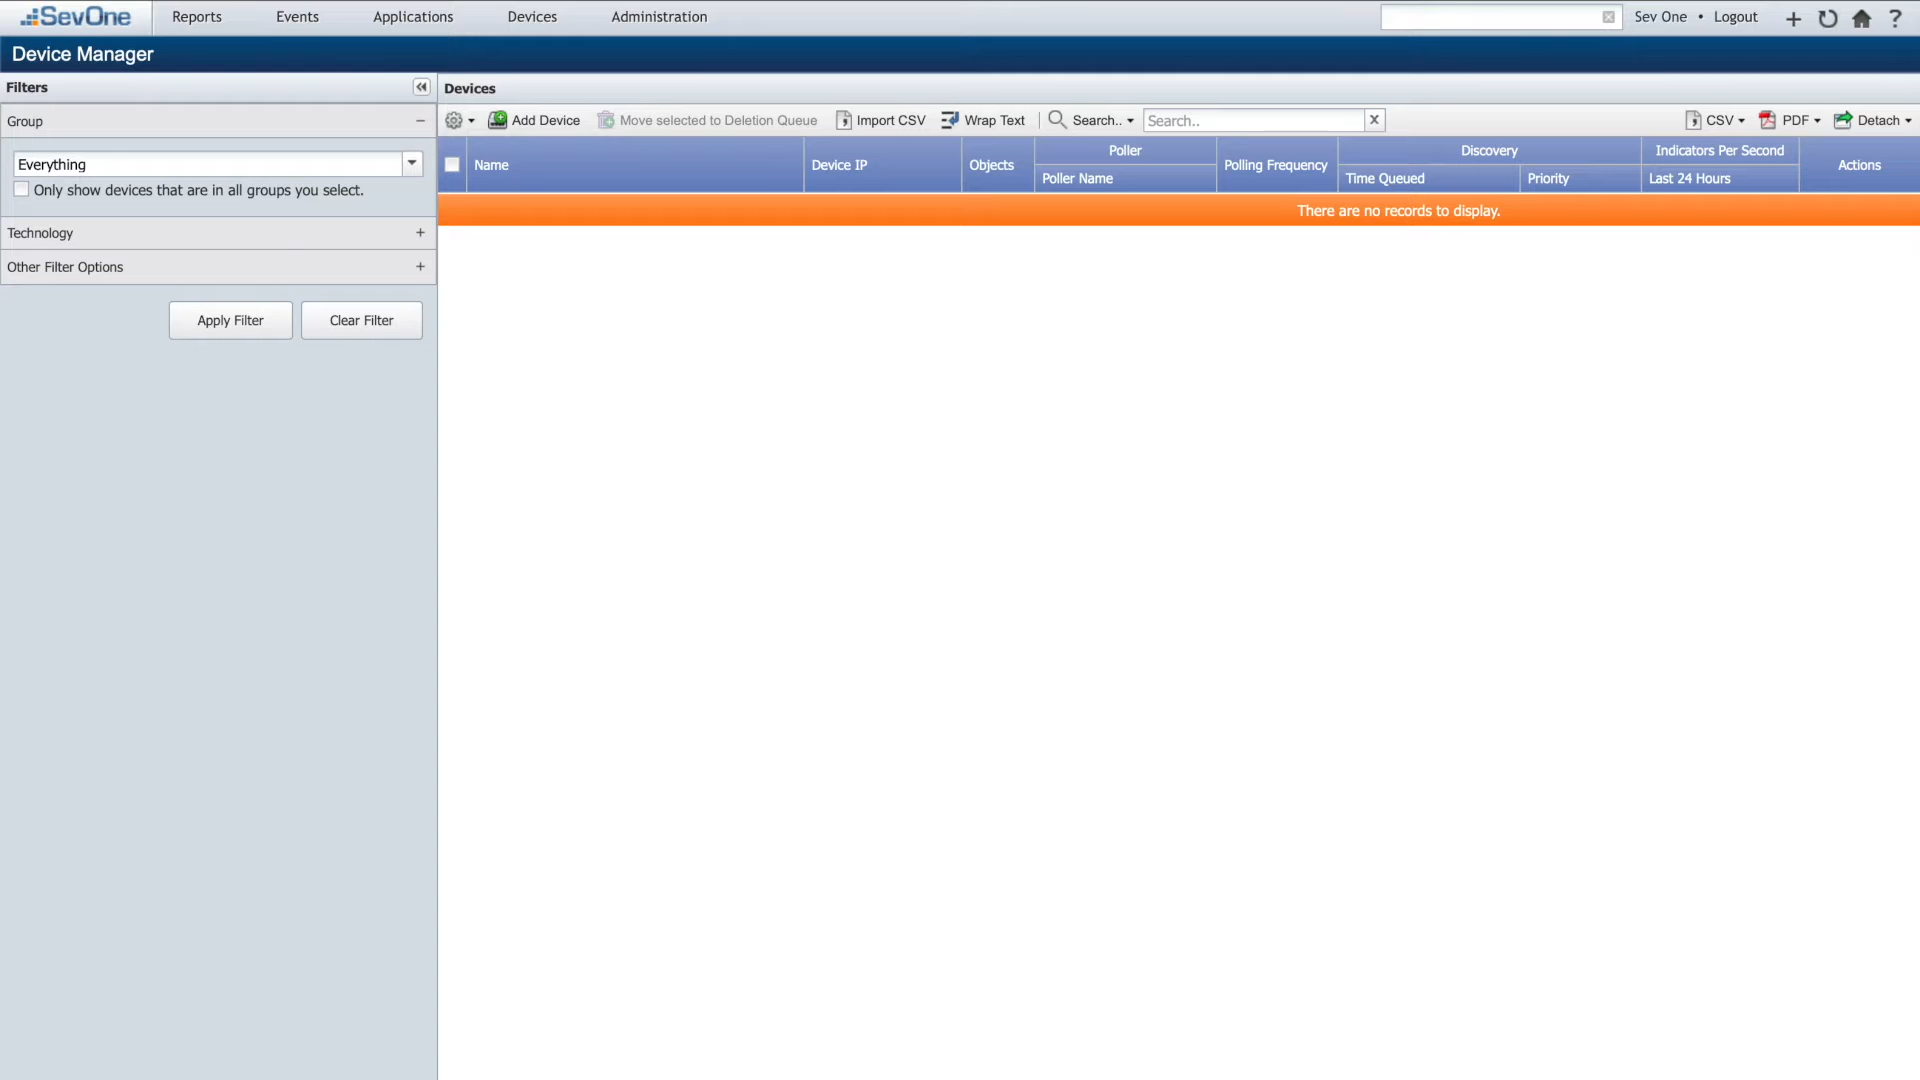 SevOne
Reports
Events
Applications
Devices
Administration
Sev One • Logout
Device Manager
Filters
Devices
Group
Add Device
Move selected to Deletion Queue
Import CSV
Wrap Text
Search..
Search..
CSV
PDF
Detach
Everything
Only show devices that are in all groups you select.
Name
Device IP
Objects
Poller
Poller Name
Polling Frequency
Discovery
Time Queued
Priority
Indicators Per Second
Last 24 Hours
Actions
There are no records to display.
Technology
Other Filter Options
Apply Filter
Clear Filter